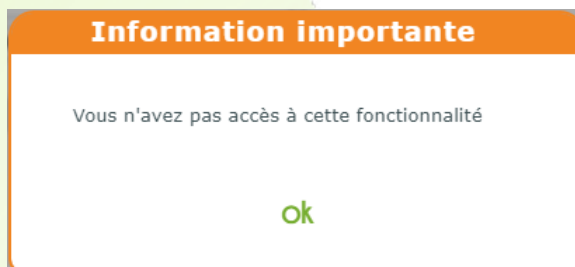 Information importante
Vous n'avez pas accès à cette fonctionnalité
ok